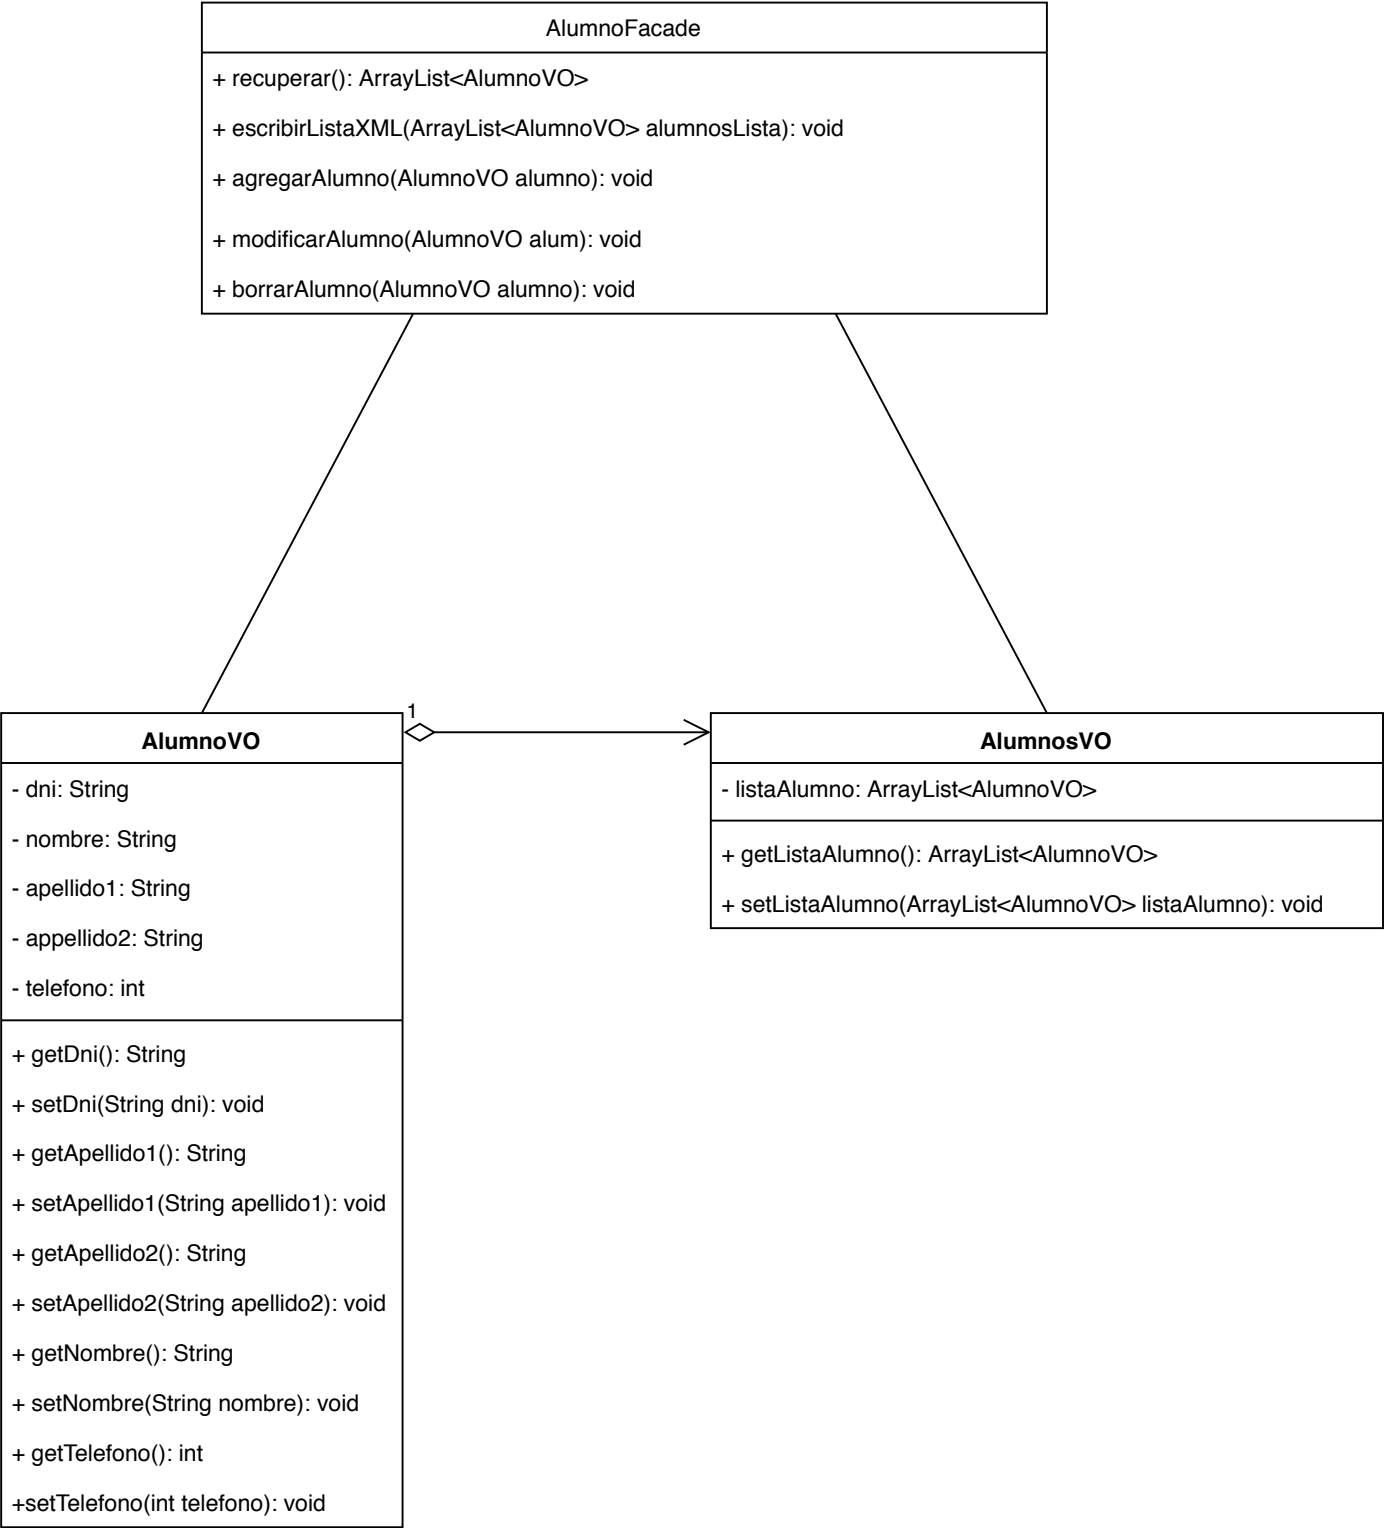 AlumnoFacade
+ recuperar(): ArrayList<AlumnoVO>
+ escribirListaXML(ArrayList<AlumnoVO> alumnosLista): void
+ agregarAlumno(AlumnoVO alumno): void
+ modificarAlumno(AlumnoVO alum): void
+ borrarAlumno(AlumnoVO alumno): void
1
AlumnoVO
- dni: String
- nombre: String
- apellido1: String
- appellido2: String
- telefono: int
+ getDni(): String
+ setDni(String dni): void
+ getApellido1(): String
+ setApellido1(String apellido1): void
+ getApellido2(): String
+ setApellido2(String apellido2): void
+ getNombre(): String
+ setNombre(String nombre): void
+ getTelefono(): int
+setTelefono(int telefono): void
AlumnosVO
- listaAlumno: ArrayList<AlumnoVO>
+ getListaAlumno(): ArrayList<AlumnoVO>
+ setListaAlumno(ArrayList<AlumnoVO> listaAlumno): void